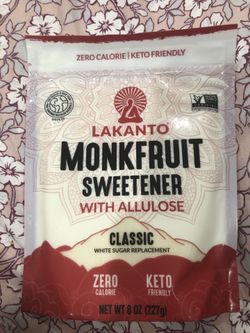 ZERO CALORIE | KETO FRIENDLY
LAKANTO
MONKFRUIT
SWEETENER
WITH ALLULOSE
CLASSIC
WHITE SUGAR REPLACEMENT
ZERO
CALORIE
KETO
FRIENDLY
NET WT 8 OZ (227g)